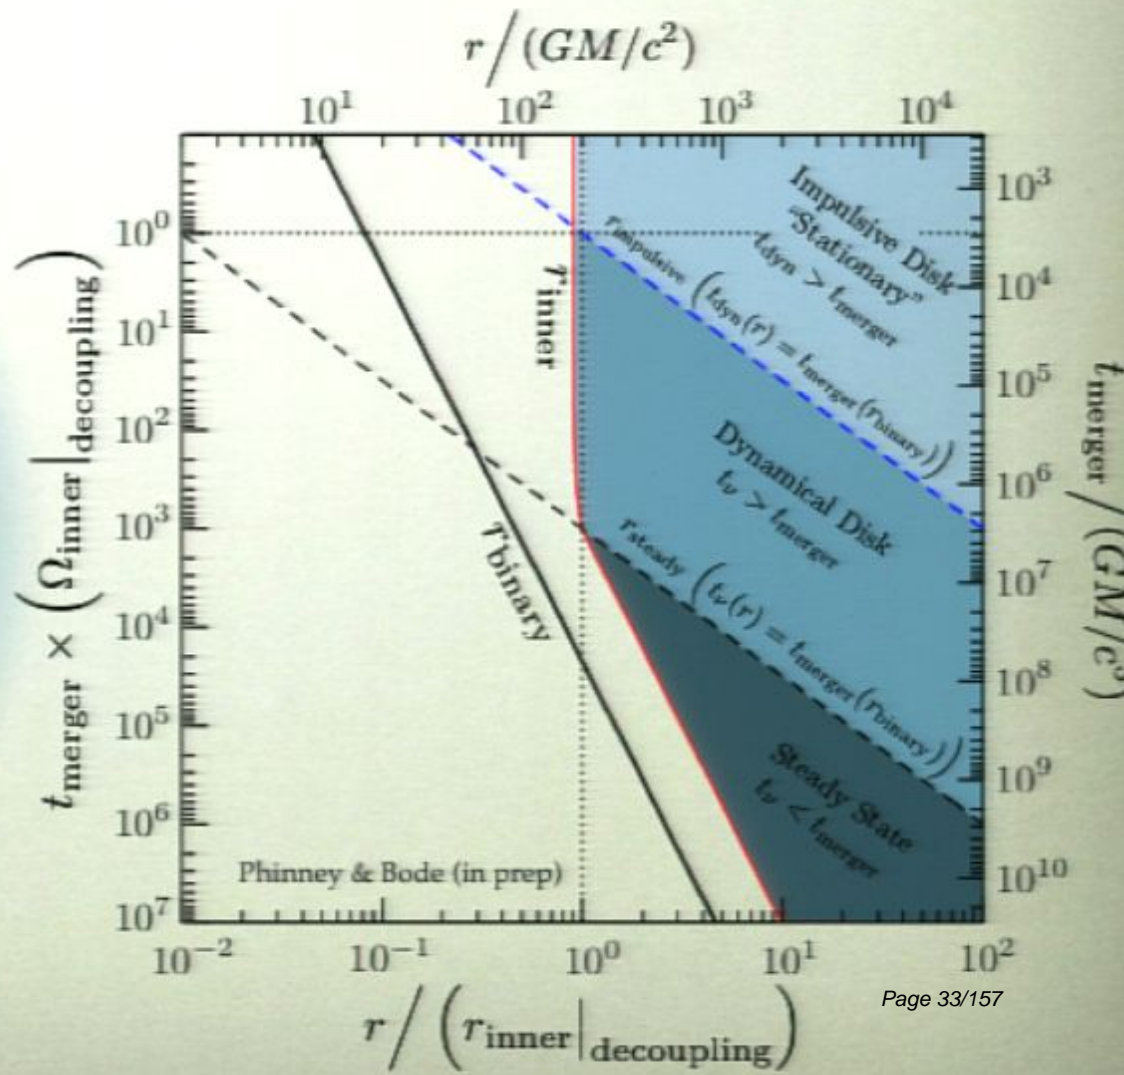 r/(GM/c²)
10¹ 10² 10³ 10⁴
Impulsive Disk
"Stationary"
t_dyn > t_merger
r_impulsive (t_dyn(r) = t_merger(r_binary))
r_inner
Dynamical Disk
t_ν > t_merger
r_steady (t_ν(r) = t_merger(r_binary))
r_binary
Steady State
t_ν < t_merger
Phinney & Bode (in prep)
t_merger × (Ω_inner|_decoupling)
10⁰
10¹
10²
10³
10⁴
10⁵
10⁶
10⁷
10³
10⁴
10⁵
10⁶
10⁷
10⁸
10⁹
10¹⁰
t_merger/(GM/c³)
10⁻² 10⁻¹ 10⁰ 10¹ 10²
Page 33/157
r/(r_inner|_decoupling)